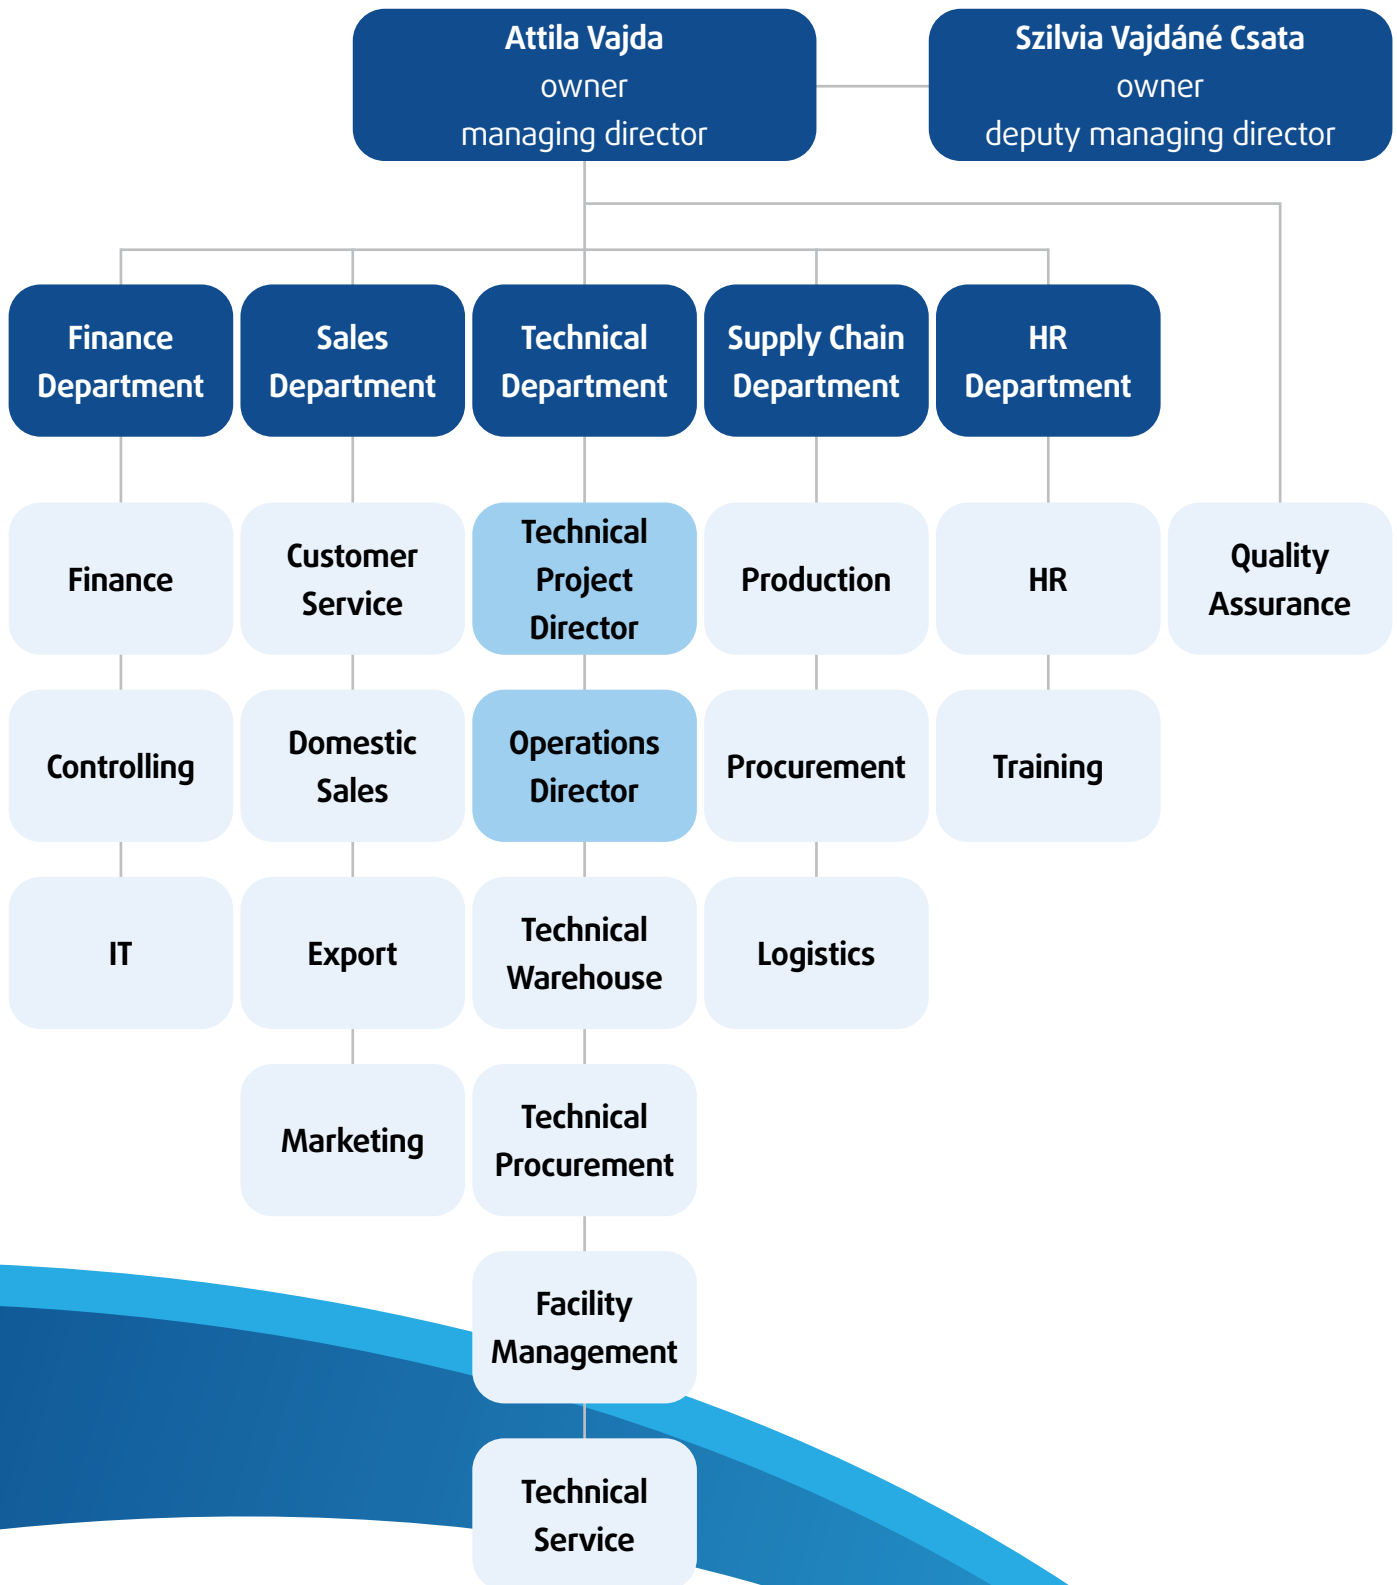 Attila Vajda
owner
managing director
Szilvia Vajdáné Csata
owner
deputy managing director
Finance
Department
Sales
Department
Technical
Department
Supply Chain
Department
HR
Department
Finance
Customer
Service
Technical
Project
Director
Production
HR
Quality
Assurance
Controlling
Domestic
Sales
Operations
Director
Procurement
Training
IT
Export
Technical
Warehouse
Logistics
Marketing
Technical
Procurement
Facility
Management
Technical
Service